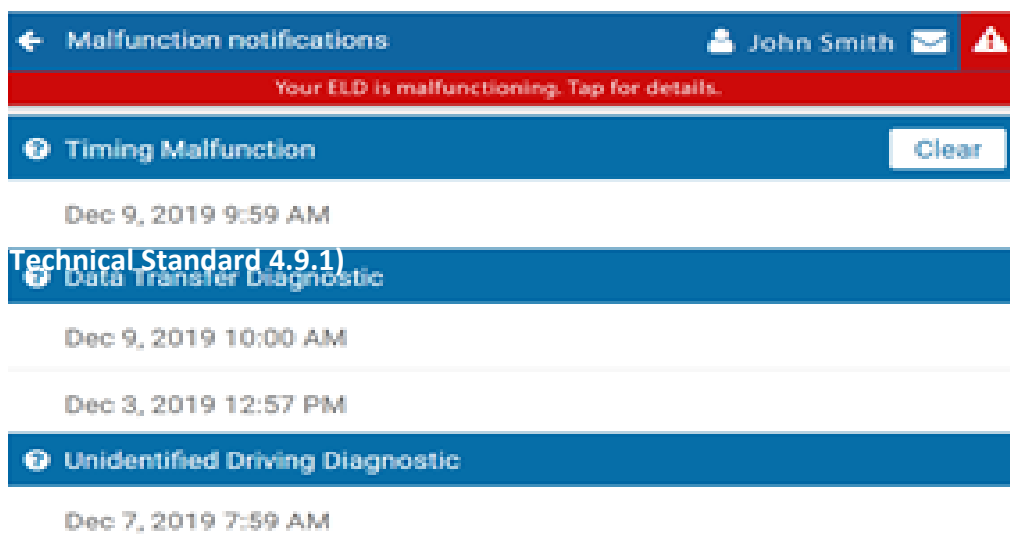 Malfunction notifications John Smith
Your ELD is malfunctioning. Tap for details.
Timing Malfunction Clear
Dec 9, 2019 9:59 AM
Technical Standard 4.9.1)
Data Transfer Diagnostic
Dec 9, 2019 10:00 AM
Dec 3, 2019 12:57 PM
Unidentified Driving Diagnostic
Dec 7, 2019 7:59 AM